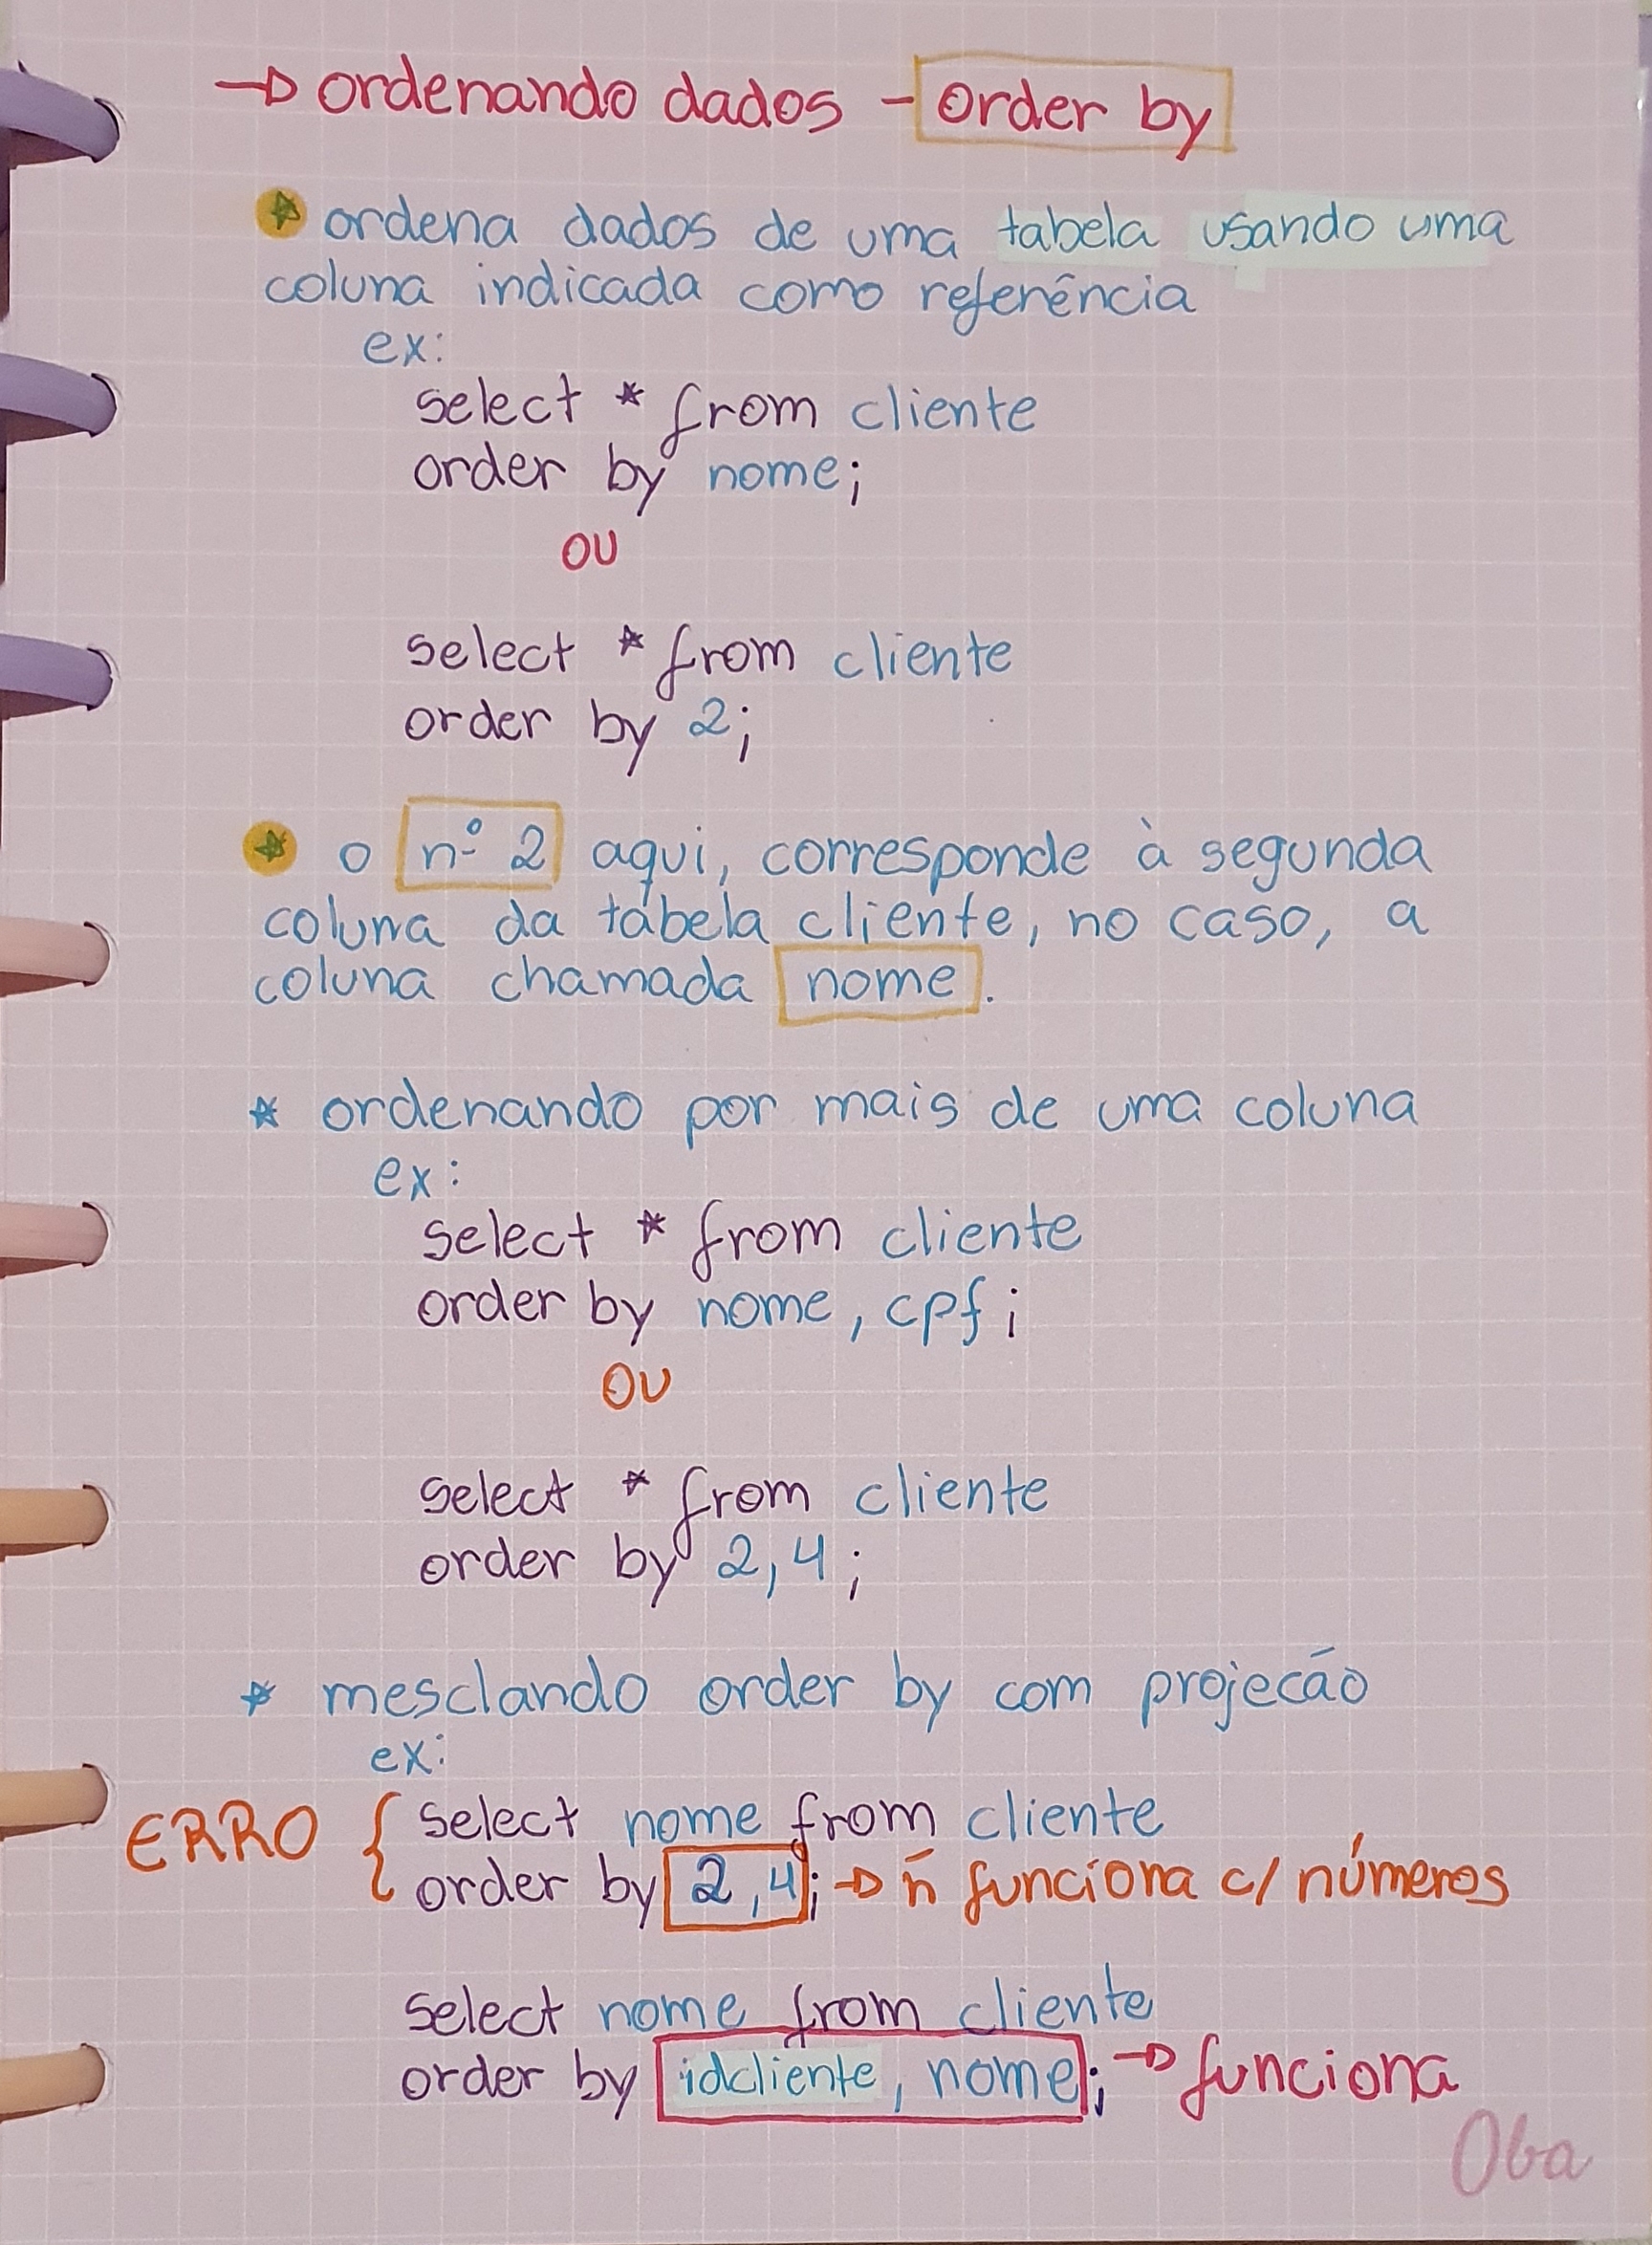 → ordenando dados - order by
★ ordena dados de uma tabela usando uma
coluna indicada como referência
ex:
select * from cliente
order by nome;
OU
select * from cliente
order by 2;
★ o nº 2 aqui, corresponde à segunda
coluna da tabela cliente, no caso, a
coluna chamada nome.
* ordenando por mais de uma coluna
ex:
select * from cliente
order by nome, cpf;
OU
select * from cliente
order by 2,4;
* mesclando order by com projecão
ex:
ERRO { select nome from cliente
order by 2,4; → ñ funciona c/ números
select nome from cliente
order by idcliente, nome; → funciona
Oba